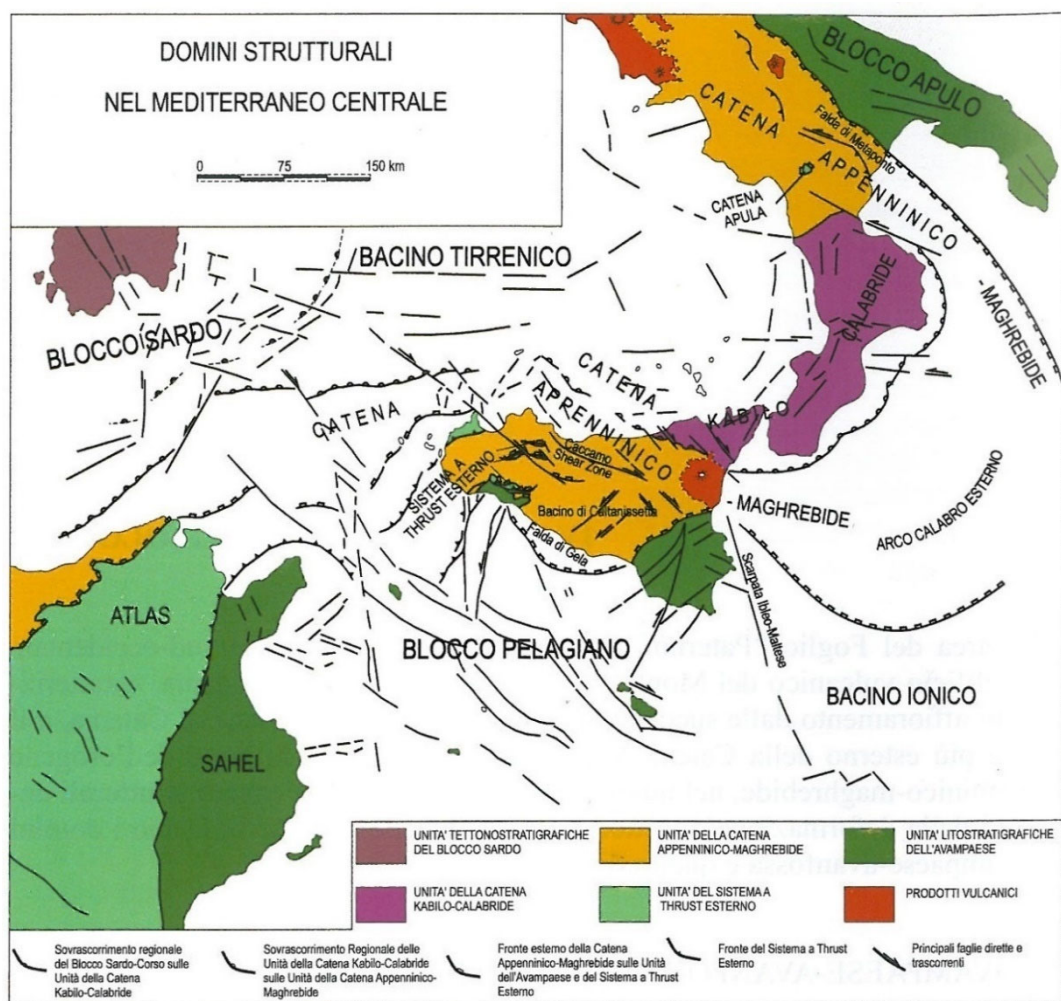 DOMINI STRUTTURALI
NEL MEDITERRANEO CENTRALE
0 75 150 km
BLOCCO APULO
CATENA
Falda di Metaponto
APPENNINICO
CATENA
APULA
- MAGHREBIDE
BACINO TIRRENICO
CALABRIDE
BLOCCO SARDO
CATENA
CATENA
APPENNINICO
KABILO
Caccamo
Shear Zone
SISTEMA A
THRUST ESTERNO
Bacino di Caltanissetta
- MAGHREBIDE
ARCO CALABRO ESTERNO
Falda di Gela
Scarpata Ibleo-Maltese
ATLAS
BLOCCO PELAGIANO
BACINO IONICO
SAHEL
UNITA' TETTONOSTRATIGRAFICHE
DEL BLOCCO SARDO
UNITA' DELLA CATENA
APPENNINICO-MAGHREBIDE
UNITA' LITOSTRATIGRAFICHE
DELL'AVAMPAESE
UNITA' DELLA CATENA
KABILO-CALABRIDE
UNITA' DEL SISTEMA A
THRUST ESTERNO
PRODOTTI VULCANICI
Sovrascorrimento regionale
del Blocco Sardo-Corso sulle
Unità della Catena
Kabilo-Calabride
Sovrascorrimento Regionale delle
Unità della Catena Kabilo-Calabride
sulle Unità della Catena Appenninico-
Maghrebide
Fronte esterno della Catena
Appenninico-Maghrebide sulle Unità
dell'Avampaese e del Sistema a Thrust
Esterno
Fronte del Sistema a Thrust
Esterno
Principali faglie dirette e
trascorrenti